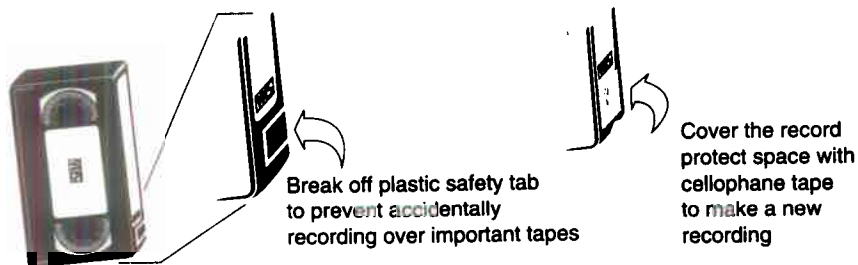 VHS
Break off plastic safety tab
to prevent accidentally
recording over important tapes
Cover the record
protect space with
cellophane tape
to make a new
recording